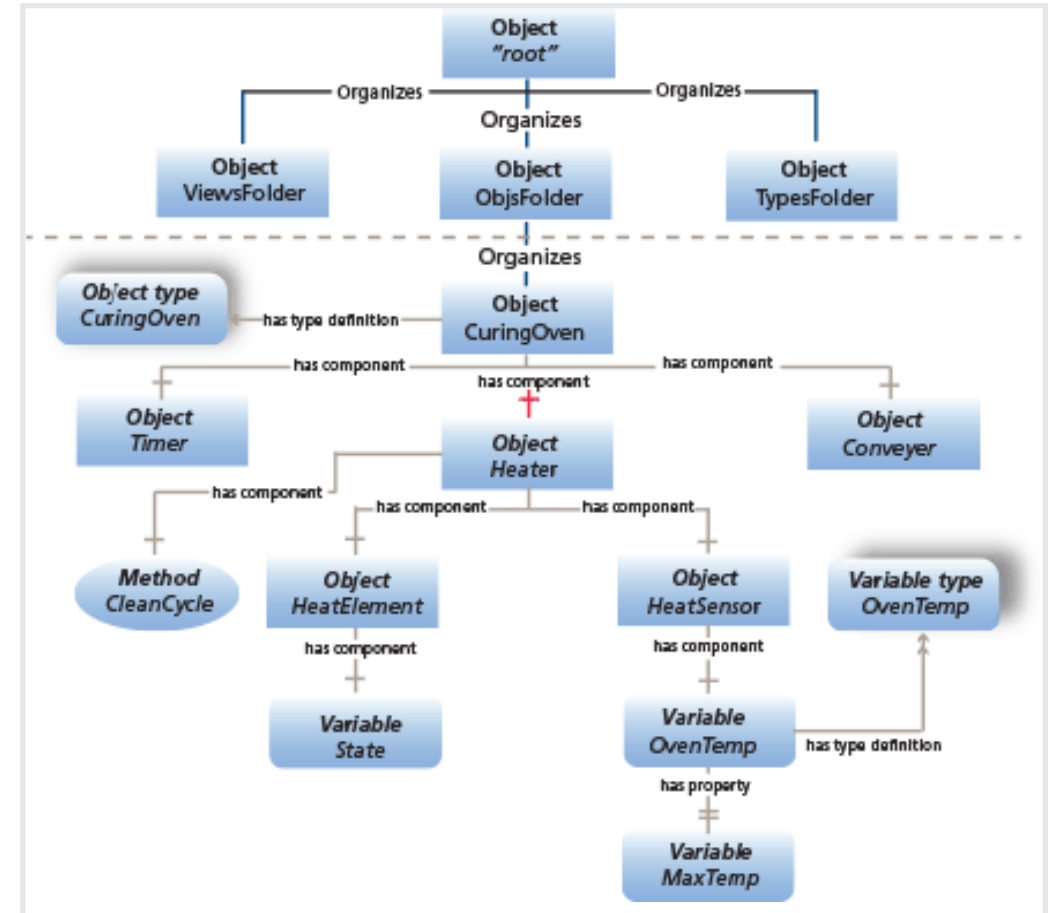 Object
"root"
Organizes
Organizes
Organizes
Object
ViewsFolder
Object
ObjsFolder
Object
TypesFolder
Organizes
Object type
CuringOven
has type definition
Object
CuringOven
has component
has component
has component
Object
Timer
Object
Heater
Object
Conveyer
has component
has component
has component
Method
CleanCycle
Object
HeatElement
Object
HeatSensor
Variable type
OvenTemp
has component
has component
Variable
State
Variable
OvenTemp
has type definition
has property
Variable
MaxTemp